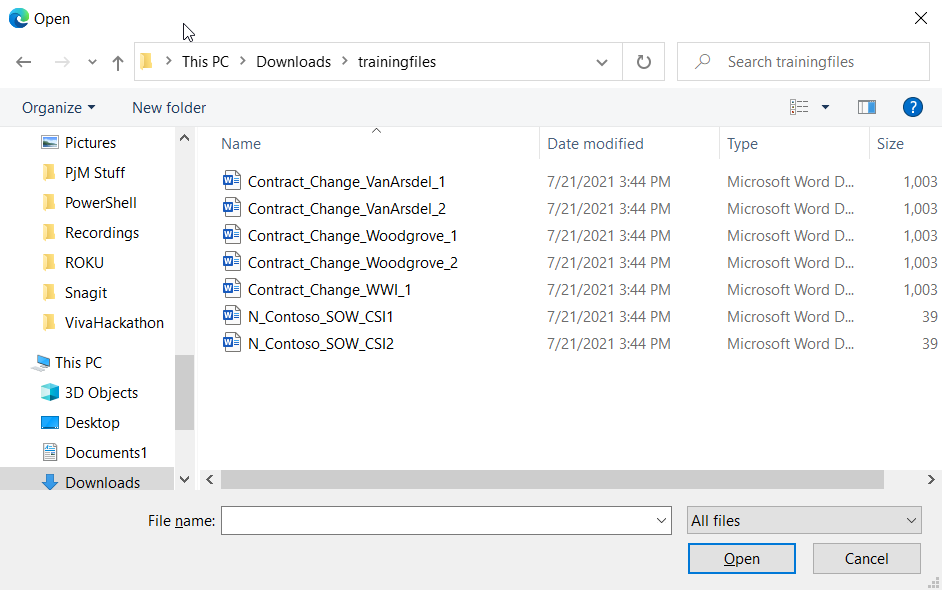 Open
This PC > Downloads > trainingfiles
Search trainingfiles
Organize
New folder
?
Pictures
PjM Stuff
PowerShell
Recordings
ROKU
Snagit
VivaHackathon
This PC
3D Objects
Desktop
Documents1
Downloads
Name Date modified Type Size
Contract_Change_VanArsdel_1 7/21/2021 3:44 PM Microsoft Word D... 1,003
Contract_Change_VanArsdel_2 7/21/2021 3:44 PM Microsoft Word D... 1,003
Contract_Change_Woodgrove_1 7/21/2021 3:44 PM Microsoft Word D... 1,003
Contract_Change_Woodgrove_2 7/21/2021 3:44 PM Microsoft Word D... 1,003
Contract_Change_WWI_1 7/21/2021 3:44 PM Microsoft Word D... 1,003
N_Contoso_SOW_CSI1 7/21/2021 3:44 PM Microsoft Word D... 39
N_Contoso_SOW_CSI2 7/21/2021 3:44 PM Microsoft Word D... 39
File name:
All files
Open
Cancel